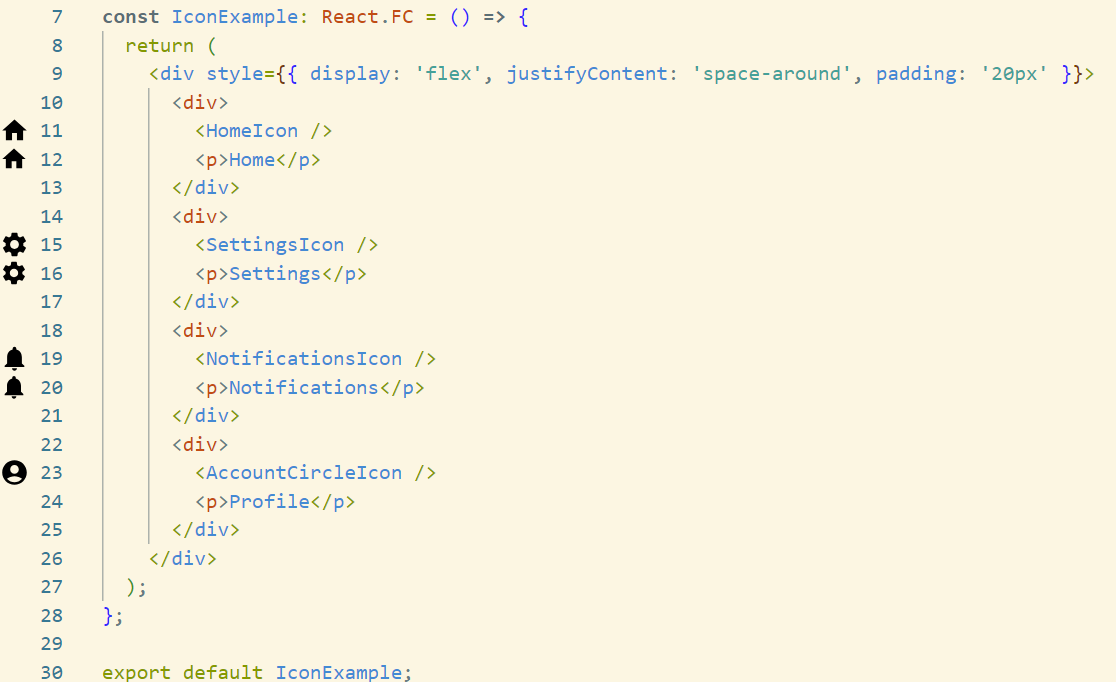 7 const IconExample: React.FC = () => {
8   return (
9     <div style={{ display: 'flex', justifyContent: 'space-around', padding: '20px' }}>
10       <div>
11         <HomeIcon />
12         <p>Home</p>
13       </div>
14       <div>
15         <SettingsIcon />
16         <p>Settings</p>
17       </div>
18       <div>
19         <NotificationsIcon />
20         <p>Notifications</p>
21       </div>
22       <div>
23         <AccountCircleIcon />
24         <p>Profile</p>
25       </div>
26     </div>
27   );
28 };
29
30 export default IconExample;